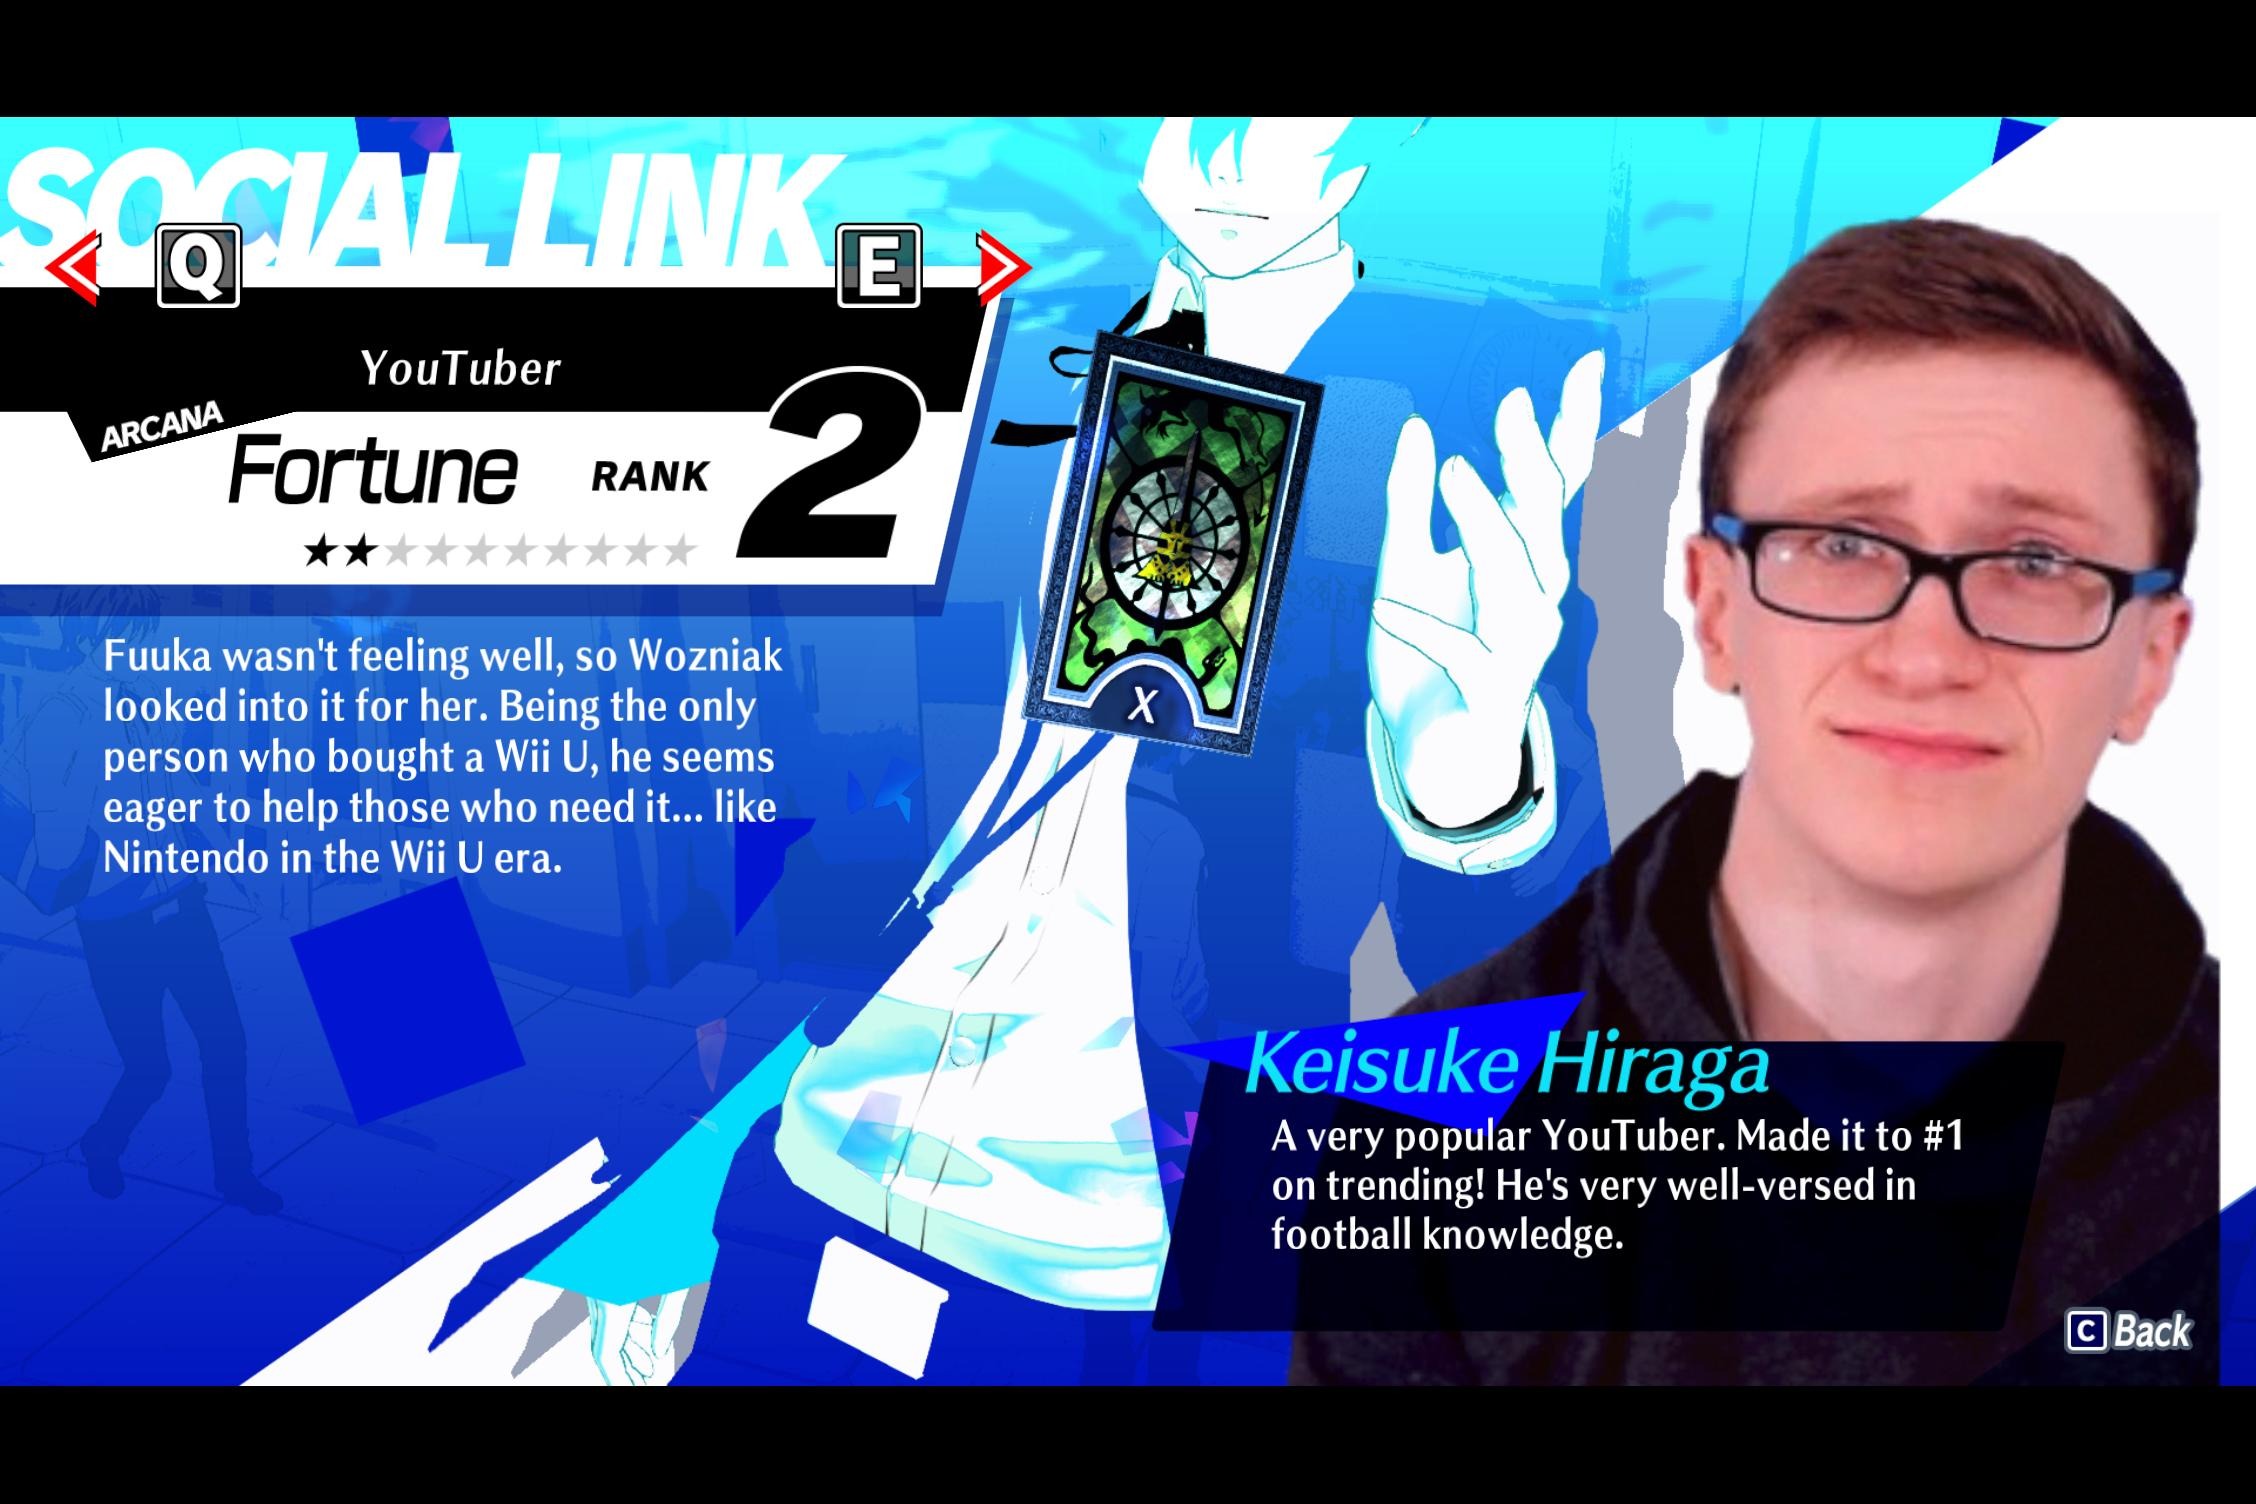 SOCIAL LINK
Q
E
YouTuber
ARCANA
Fortune
RANK
2
Fuuka wasn't feeling well, so Wozniak
looked into it for her. Being the only
person who bought a Wii U, he seems
eager to help those who need it... like
Nintendo in the Wii U era.
X
Keisuke Hiraga
A very popular YouTuber. Made it to #1
on trending! He's very well-versed in
football knowledge.
C Back